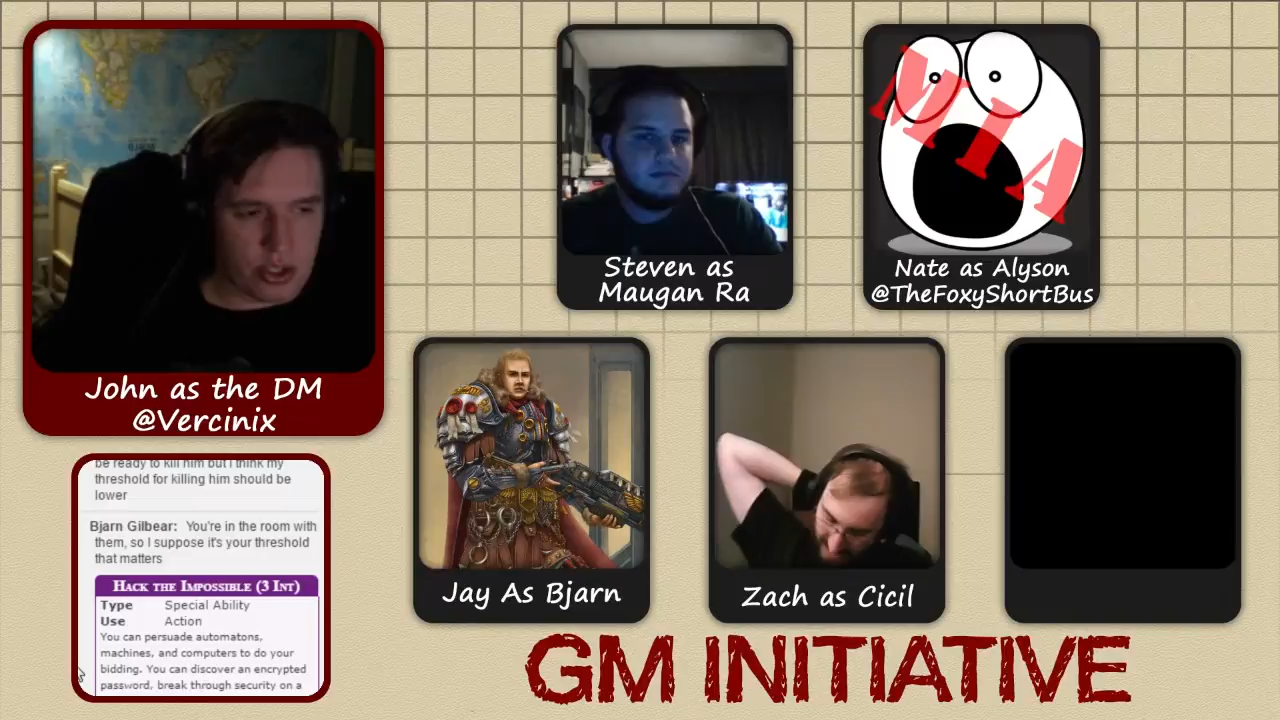 John as the DM
@Vercinix
Steven as
Maugan Ra
MIA
Nate as Alyson
@TheFoxyShortBus
be ready to kill him but I think my
threshold for killing him should be
lower
Bjarn Gilbear: You're in the room with
them, so I suppose it's your threshold
that matters
Hack the Impossible (3 Int)
Type Special Ability
Use Action
You can persuade automatons,
machines, and computers to do your
bidding. You can discover an encrypted
password, break through security on a
Jay As Bjarn
Zach as Cicil
GM INITIATIVE